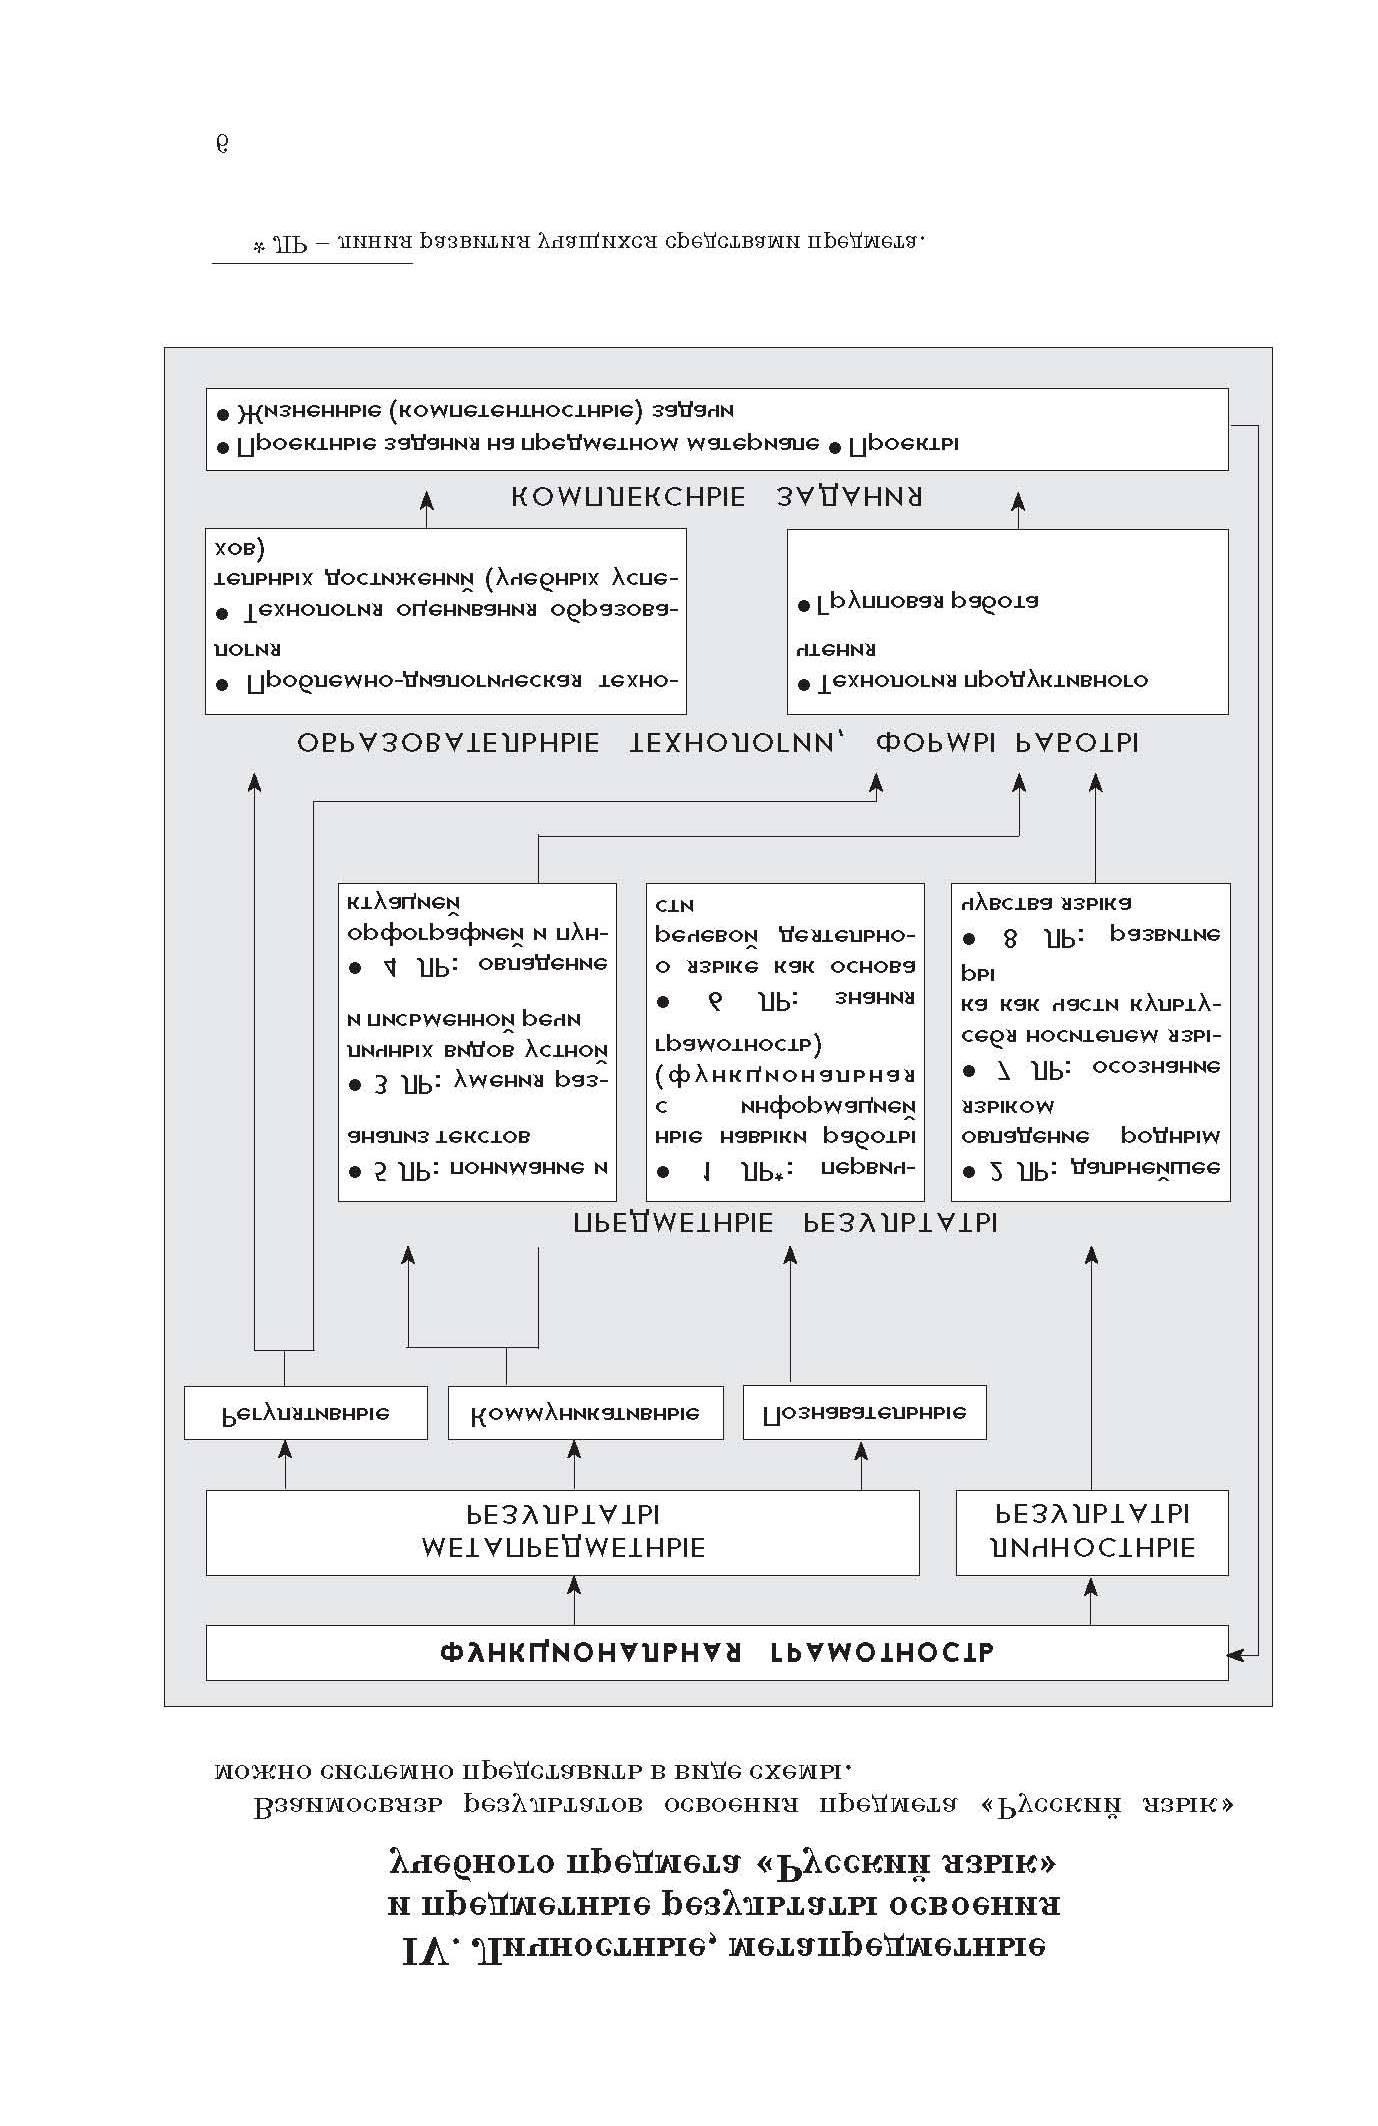 IV. Личностные, метапредметные
и предметные результаты освоения
учебного предмета «Русский язык»
Взаимосвязь результатов освоения предмета «Русский язык»
можно системно представить в виде схемы.
ФУНКЦИОНАЛЬНАЯ ГРАМОТНОСТЬ
МЕТАПРЕДМЕТНЫЕ
РЕЗУЛЬТАТЫ
ЛИЧНОСТНЫЕ
РЕЗУЛЬТАТЫ
Регулятивные
Коммуникативные
Познавательные
ПРЕДМЕТНЫЕ РЕЗУЛЬТАТЫ
● 5 ЛР: понимание и
анализ текстов
● 3 ЛР: умения раз-
личных видов устной
и письменной речи
● 4 ЛР: овладение
орфографией и пун-
ктуацией
● 1 ЛР*: первич-
ные навыки работы
с информацией
(функциональная
грамотность)
● 6 ЛР: знания
о языке как основа
речевой деятельно-
сти
● 2 ЛР: дальнейшее
овладение родным
языком
● 7 ЛР: осознание
себя носителем язы-
ка как части культу-
ры
● 8 ЛР: развитие
чувства языка
ОБРАЗОВАТЕЛЬНЫЕ ТЕХНОЛОГИИ, ФОРМЫ РАБОТЫ
● Проблемно-диалогическая техно-
логия
● Технология оценивания образова-
тельных достижений (учебных успе-
хов)
● Технология продуктивного
чтения
● Групповая работа
КОМПЛЕКСНЫЕ ЗАДАНИЯ
● Проектные задания на предметном материале ● Проекты
● Жизненные (компетентностные) задачи
* ЛР – линия развития учащихся средствами предмета.
6